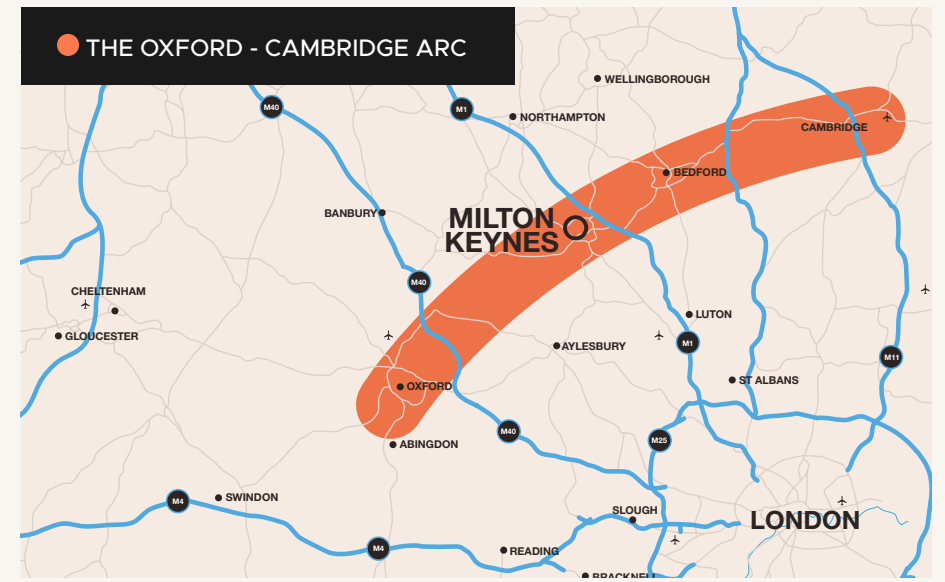 THE OXFORD - CAMBRIDGE ARC
WELLINGBOROUGH
M40
M1
NORTHAMPTON
CAMBRIDGE
BEDFORD
BANBURY
MILTON
KEYNES
M40
CHELTENHAM
LUTON
GLOUCESTER
AYLESBURY
M1
M11
ST ALBANS
OXFORD
M40
M25
ABINGDON
SWINDON
M4
SLOUGH
LONDON
M4
READING
BRACKNELL